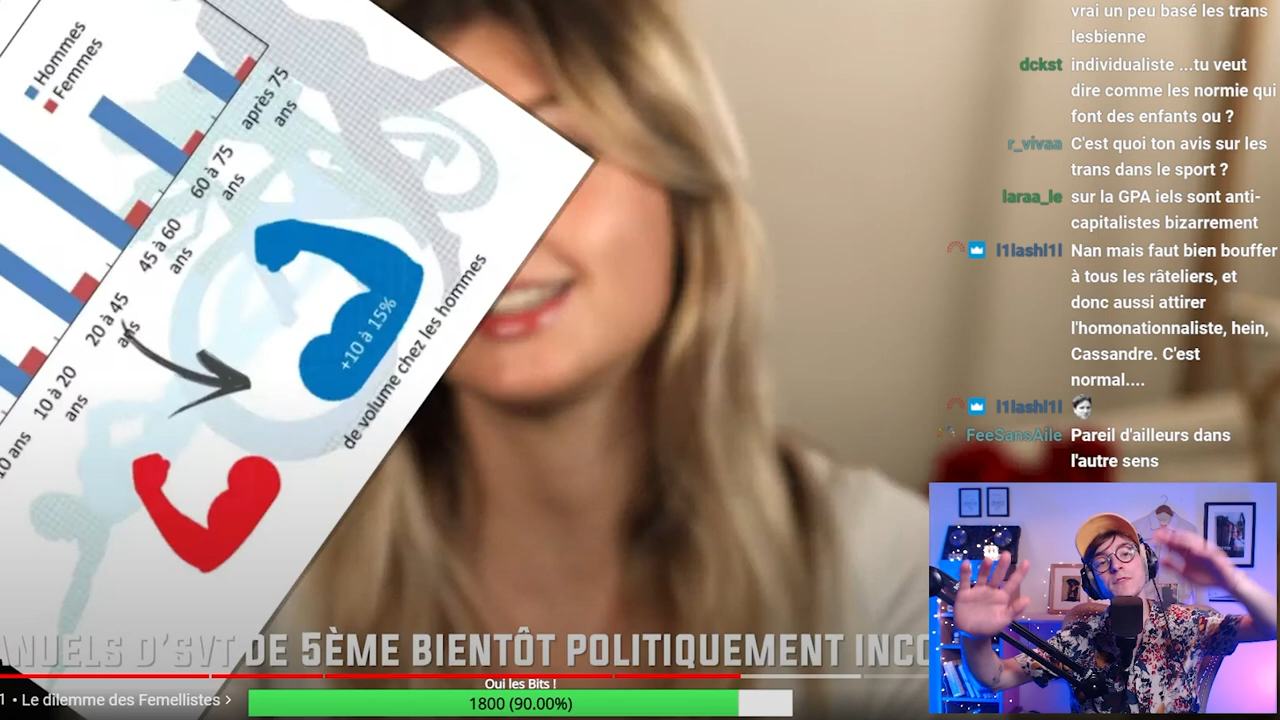 Hommes
Femmes
après 75
ans
60 à 75
ans
45 à 60
ans
20 à 45
ans
10 à 20
ans
10 ans
+10 à 15%
de volume chez les hommes
ANUELS D'SVT DE 5ÈME BIENTÔT POLITIQUEMENT INCO
Oui les Bits !
1 • Le dilemme des Femellistes >
1800 (90.00%)
vrai un peu basé les trans
lesbienne
dckst individualiste ...tu veut
dire comme les normie qui
font des enfants ou ?
r_vivaa C'est quoi ton avis sur les
trans dans le sport ?
laraa_le sur la GPA iels sont anti-
capitalistes bizarrement
l1lashl1l Nan mais faut bien bouffer
à tous les râteliers, et
donc aussi attirer
l'homonationnaliste, hein,
Cassandre. C'est
normal....
l1lashl1l
FeeSansAile Pareil d'ailleurs dans
l'autre sens